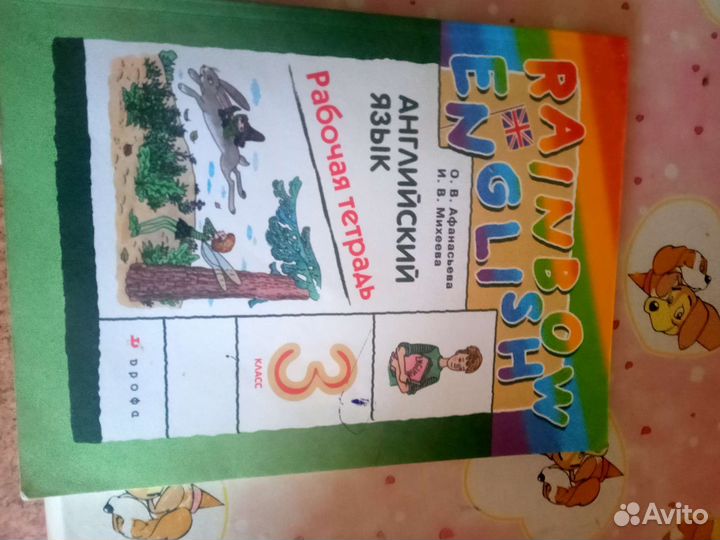 RAINBOW
ENGLISH
О. В. Афанасьева
И. В. Михеева
АНГЛИЙСКИЙ
ЯЗЫК
Рабочая тетрадь
3
КЛАСС
дрофа
Avito